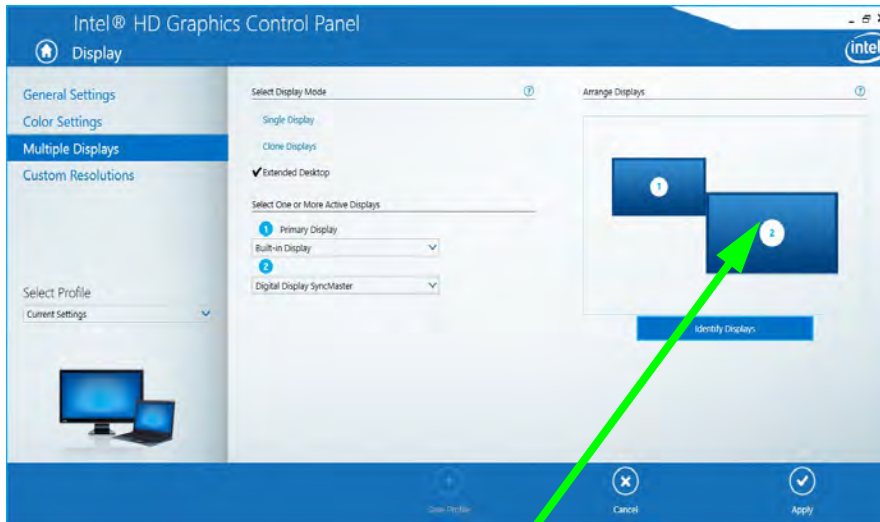 Intel® HD Graphics Control Panel
Display
intel
General Settings
Color Settings
Multiple Displays
Custom Resolutions
Select Profile
Current Settings
Select Display Mode
Single Display
Clone Displays
Extended Desktop
Select One or More Active Displays
1 Primary Display
Built-in Display
2
Digital Display SyncMaster
Arrange Displays
1
2
Identify Displays
Save Profile
Cancel
Apply